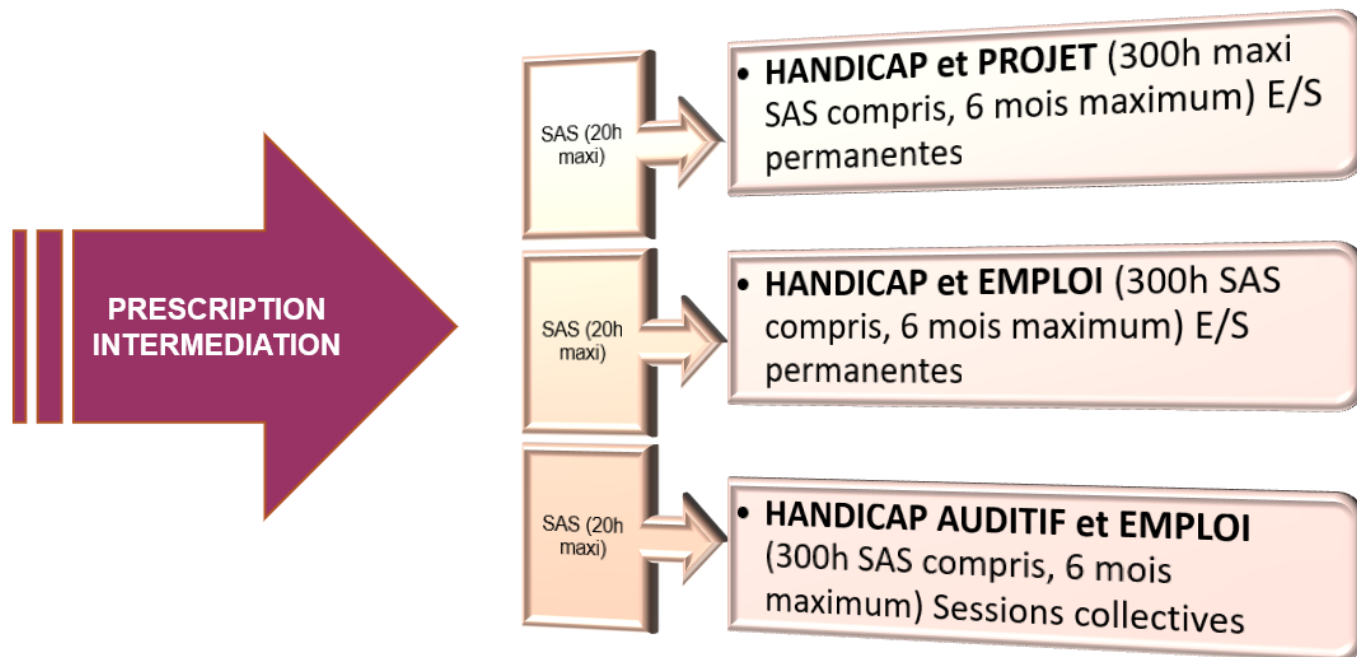 PRESCRIPTION
INTERMEDIATION
SAS (20h
maxi)
• HANDICAP et PROJET (300h maxi
SAS compris, 6 mois maximum) E/S
permanentes
SAS (20h
maxi)
• HANDICAP et EMPLOI (300h SAS
compris, 6 mois maximum) E/S
permanentes
SAS (20h
maxi)
• HANDICAP AUDITIF et EMPLOI
(300h SAS compris, 6 mois
maximum) Sessions collectives